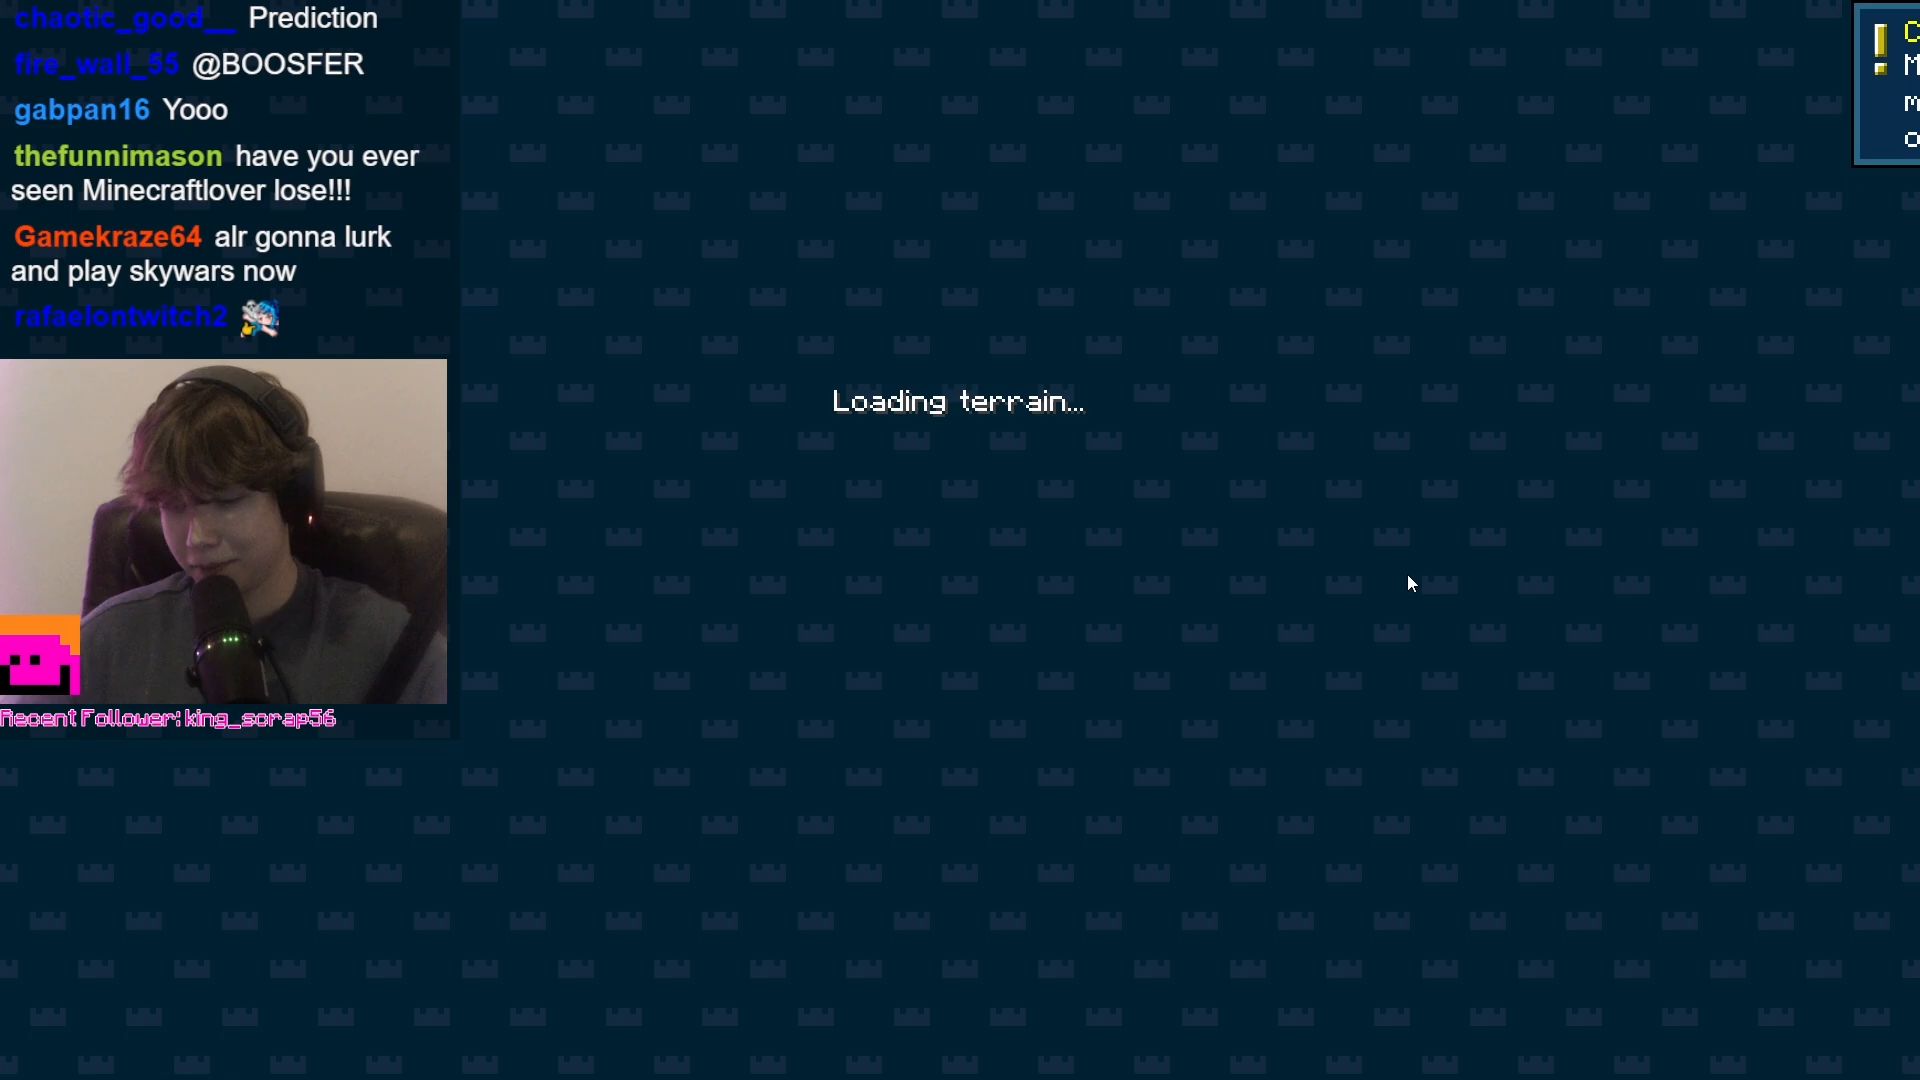 chaotic_good__ Prediction
fire_wall_55 @BOOSFER
gabpan16 Yooo
thefunnimason have you ever
seen Minecraftlover lose!!!
Gamekraze64 alr gonna lurk
and play skywars now
rafaelontwitch2
Loading terrain...
Recent Follower: king_scrap56